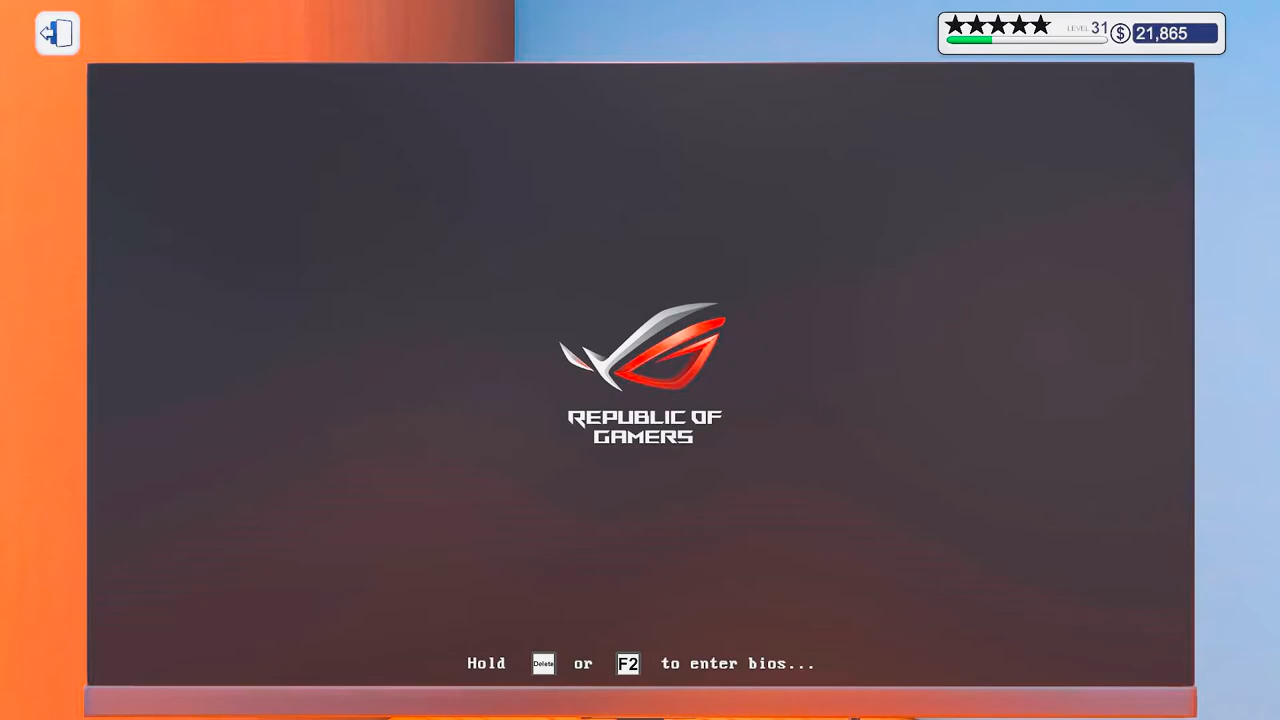 LEVEL 31
$ 21,865
REPUBLIC OF
GAMERS
Hold Delete or F2 to enter bios...